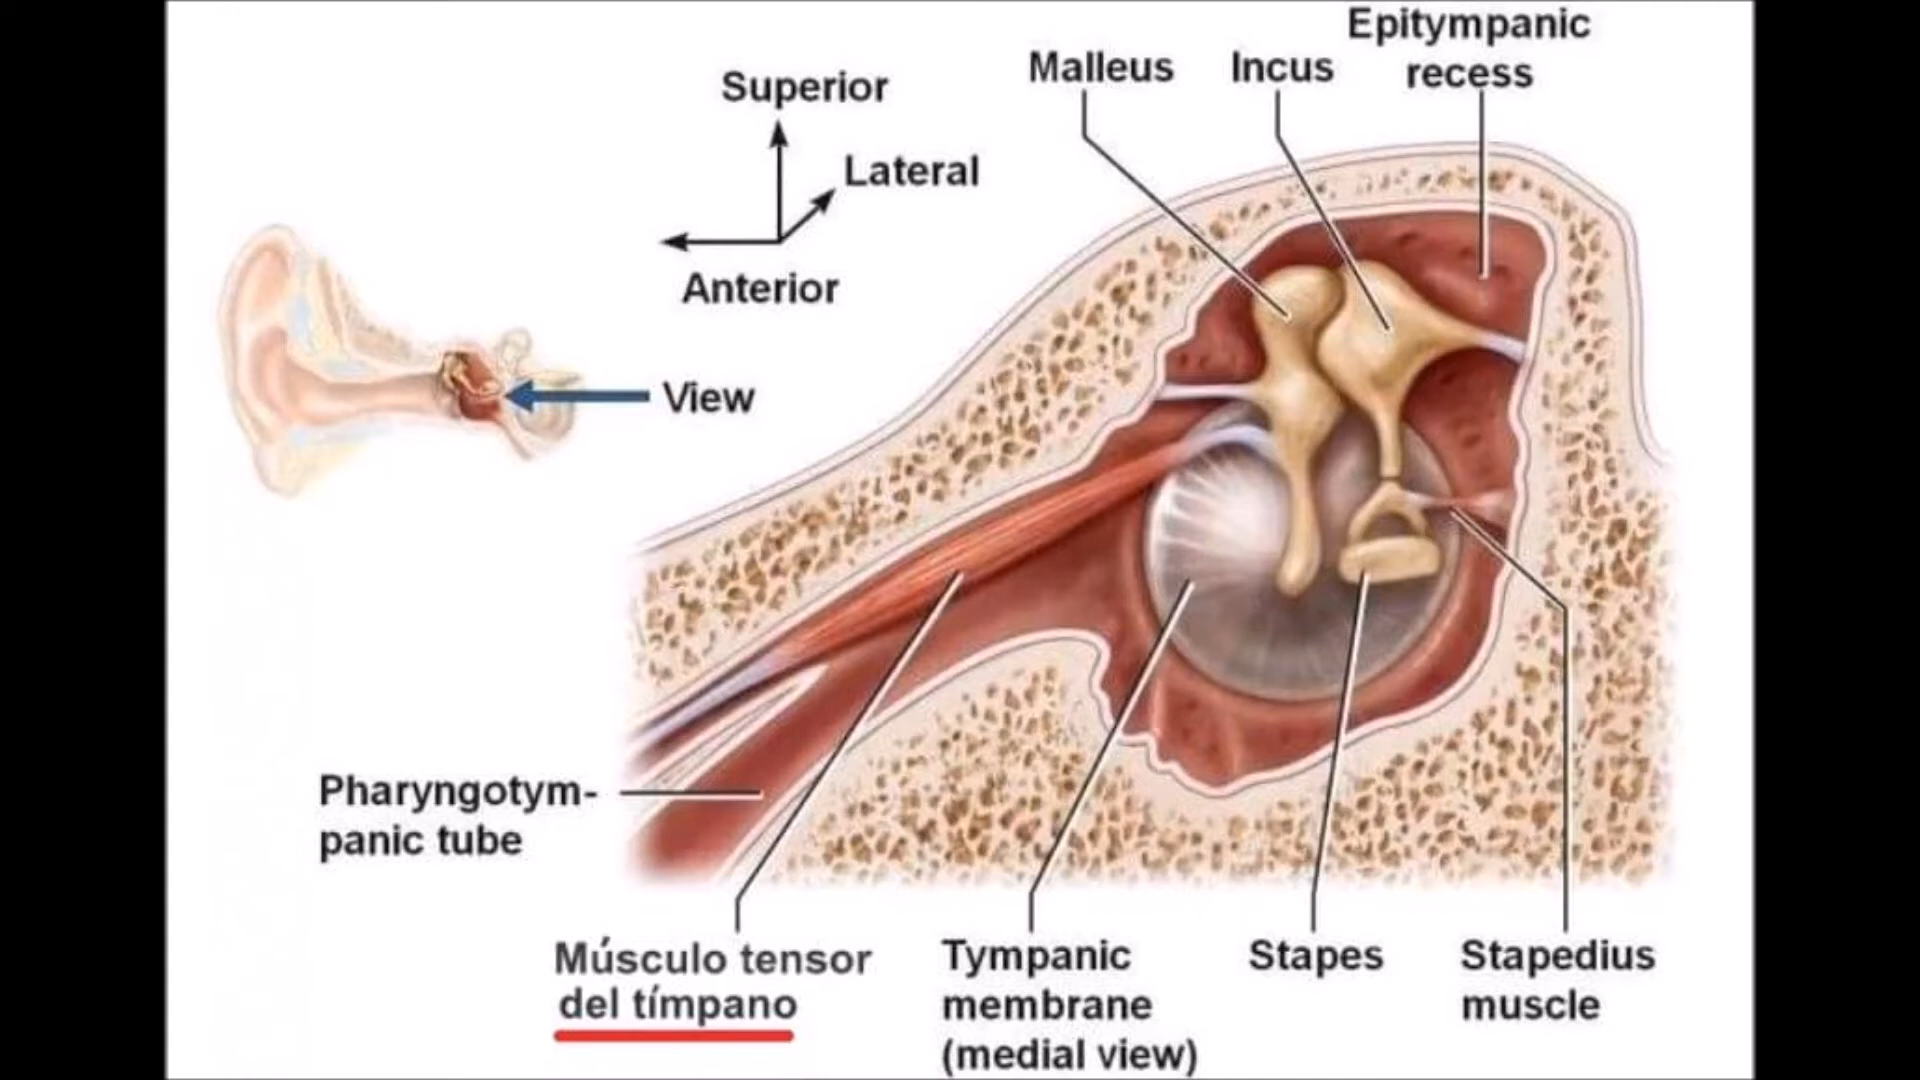 Epitympanic
recess
Malleus
Incus
Superior
Lateral
Anterior
View
Pharyngotym-
panic tube
Músculo tensor
del tímpano
Tympanic
membrane
(medial view)
Stapes
Stapedius
muscle